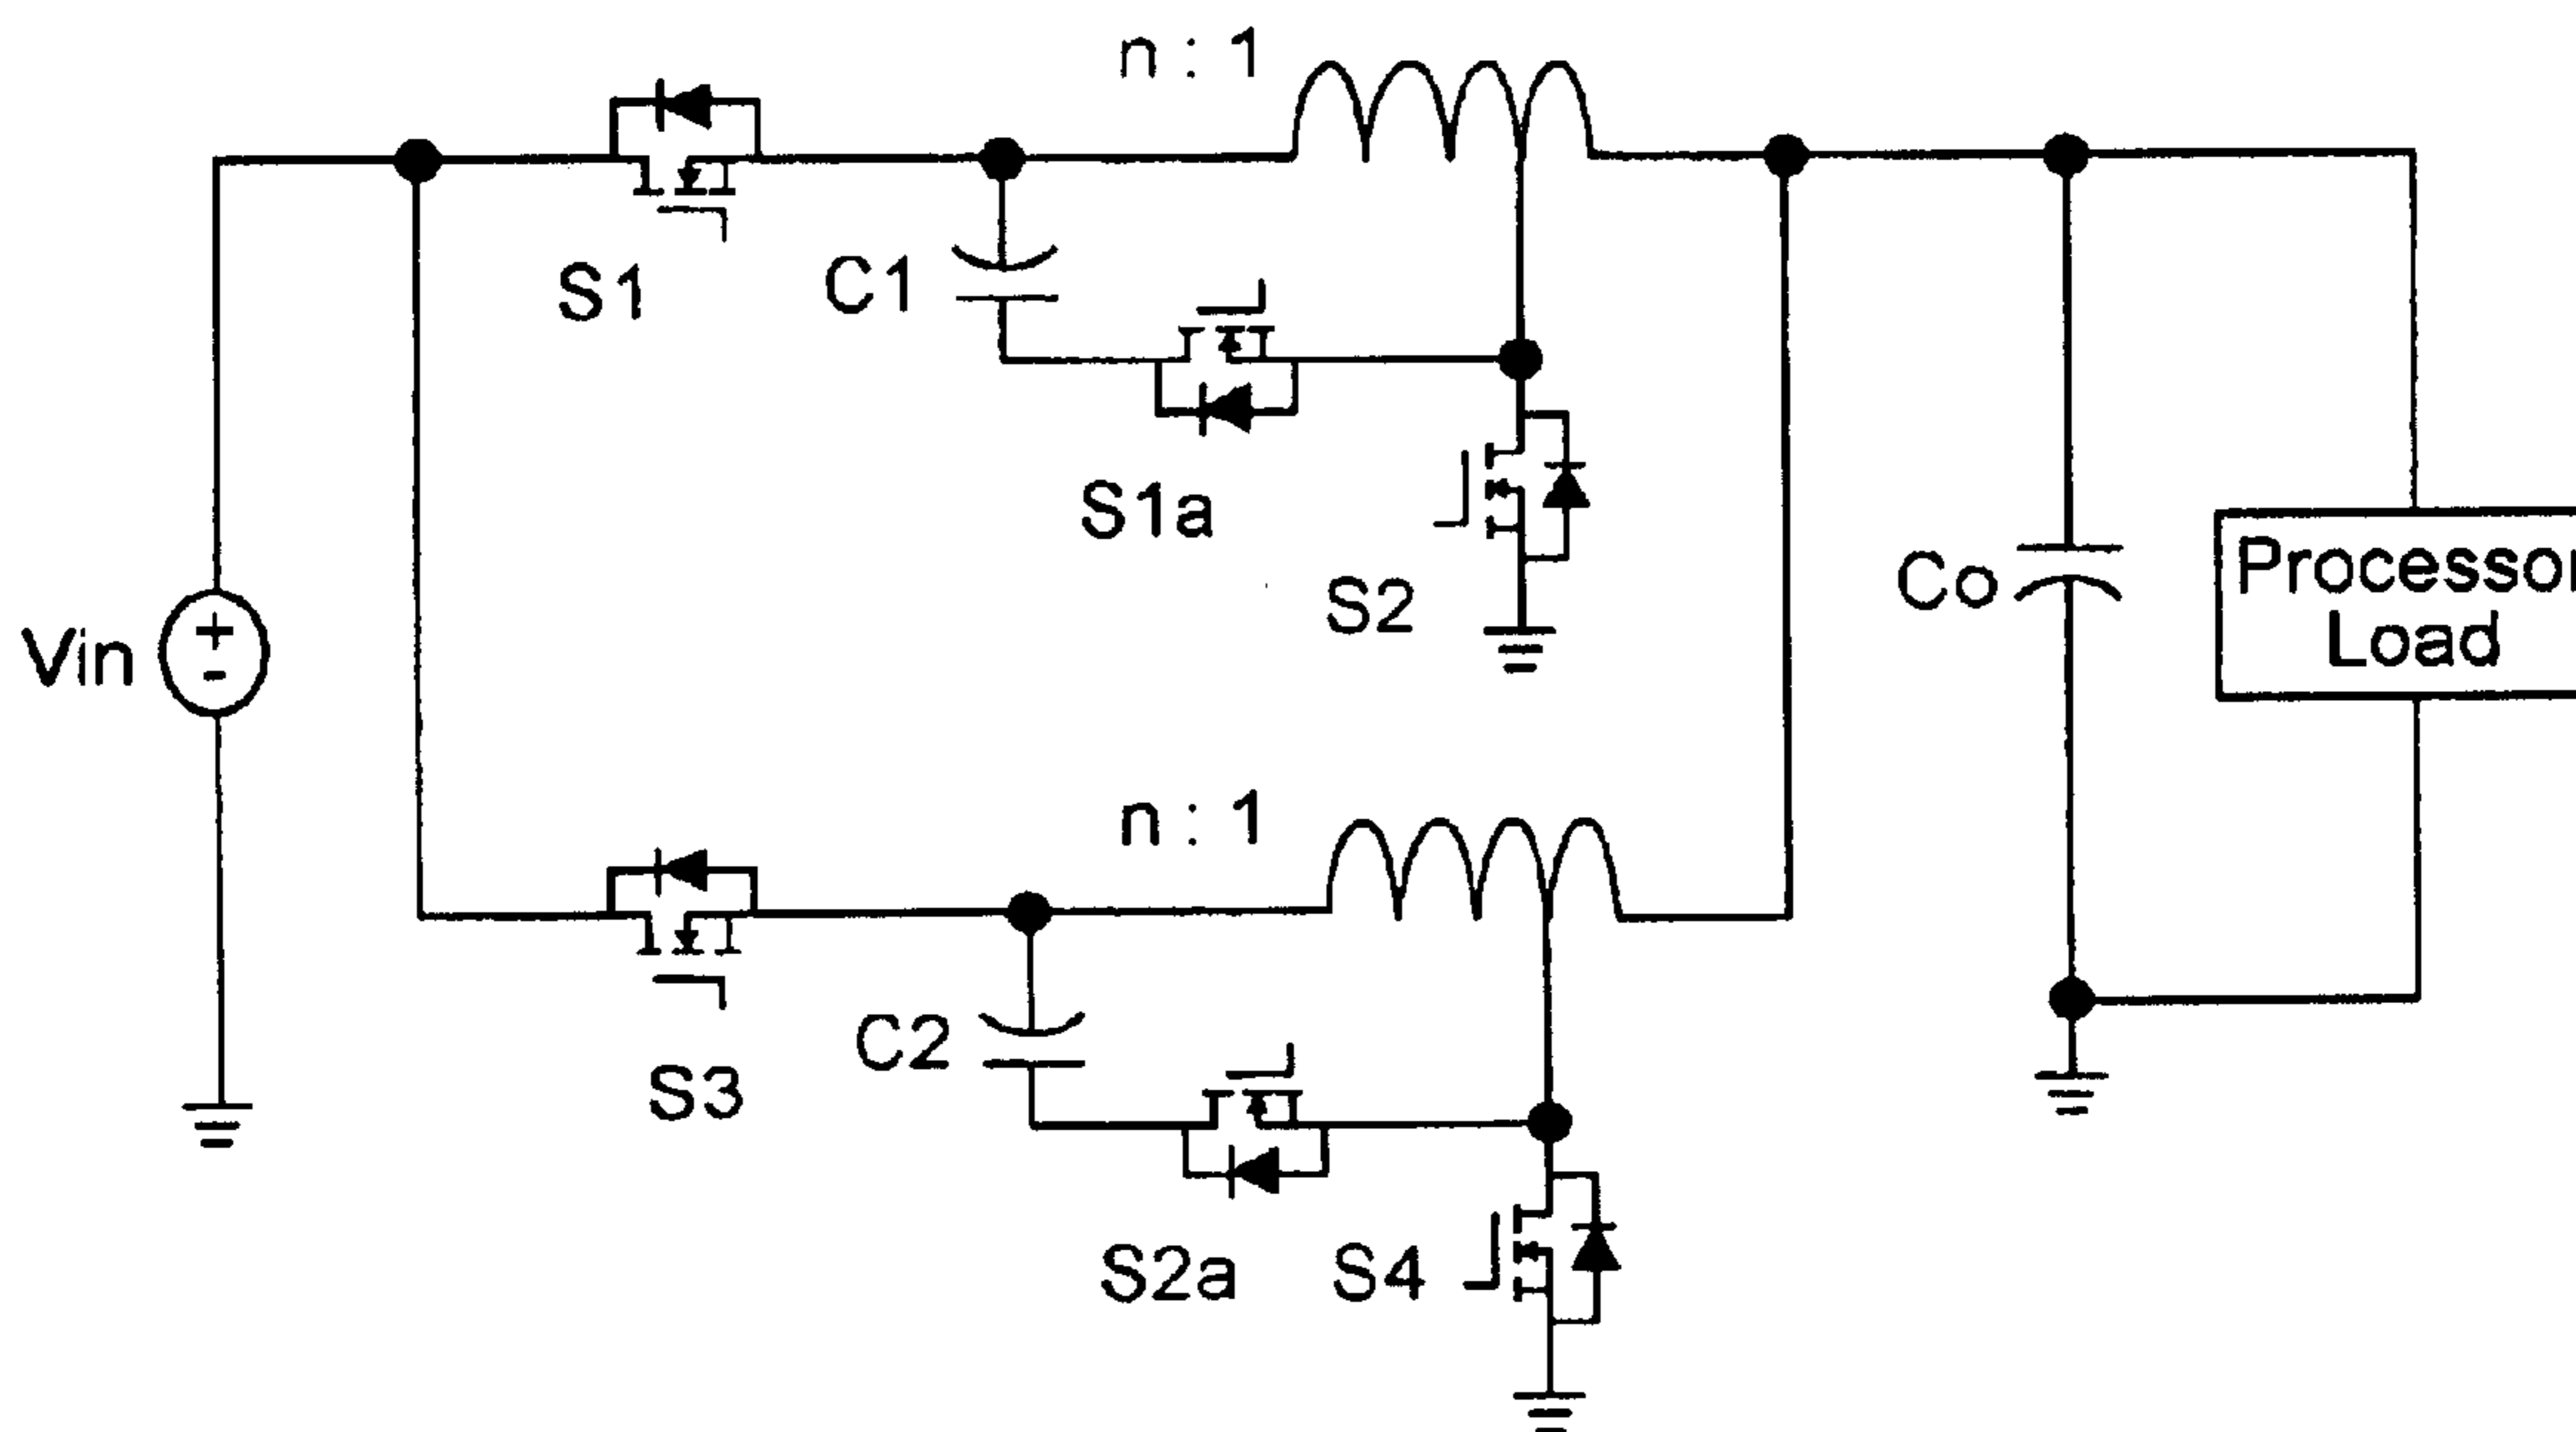 n : 1
S1
C1
S1a
S2
Vin
+
-
Co
Processor
Load
n : 1
S3
C2
S2a
S4